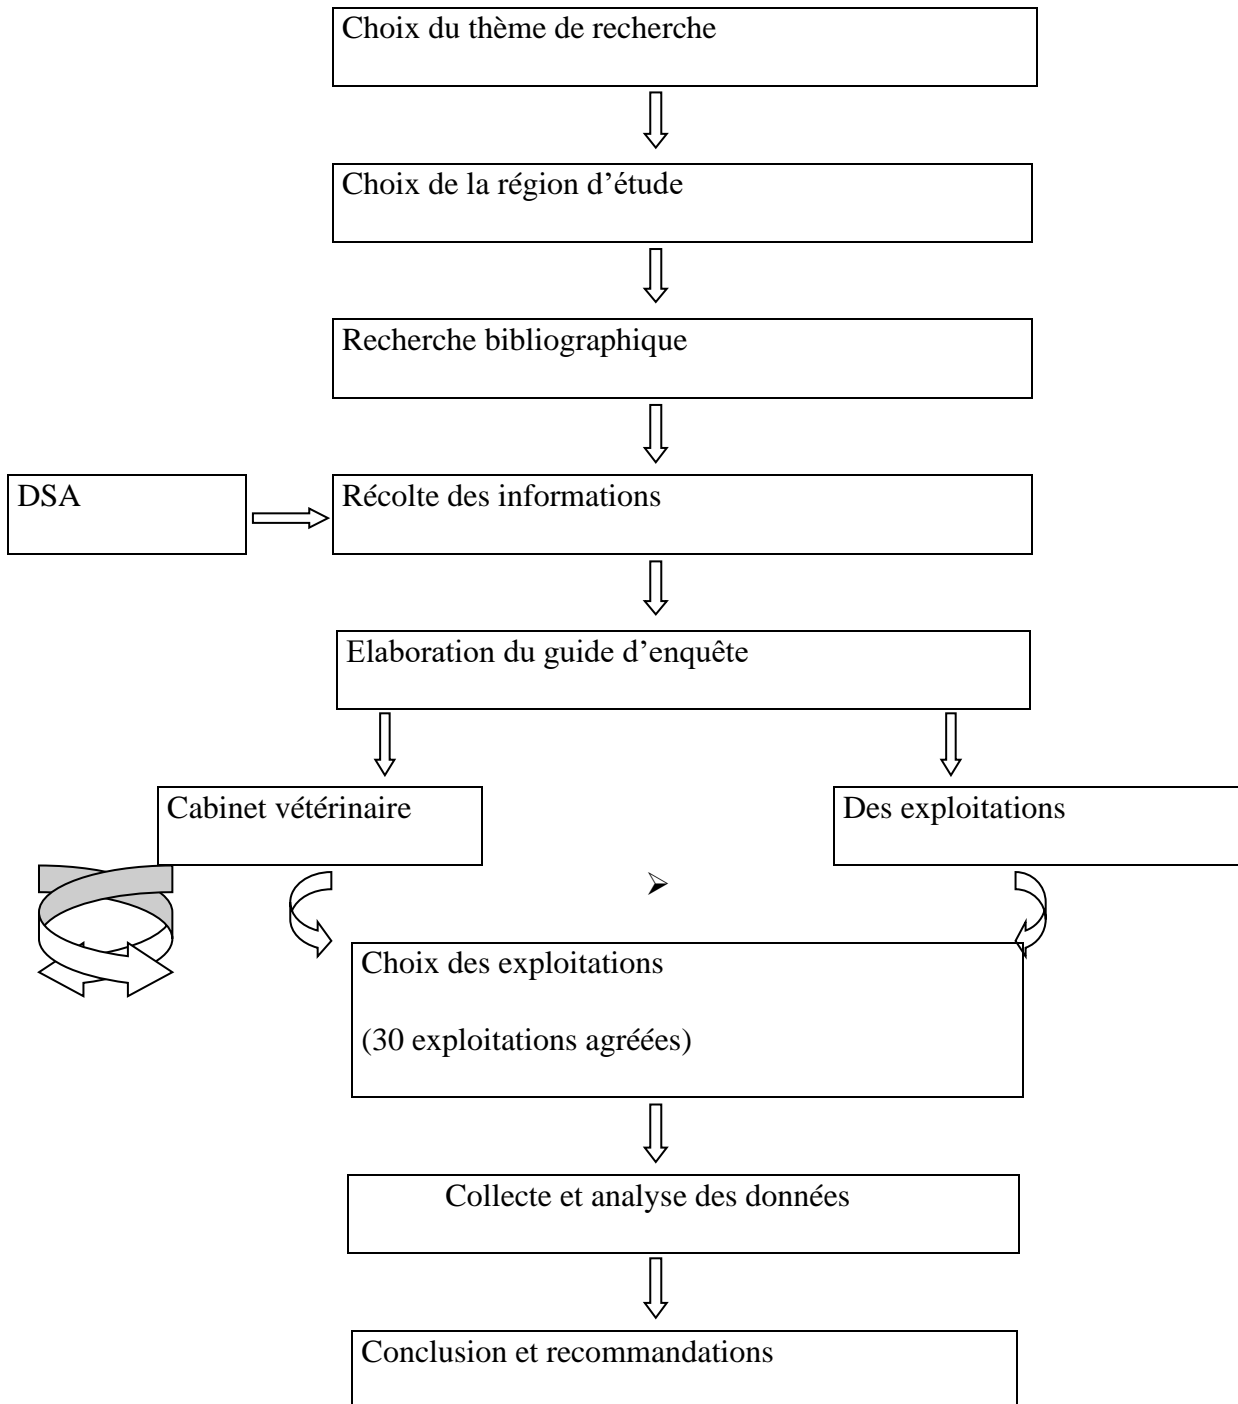 Choix du thème de recherche
Choix de la région d’étude
Recherche bibliographique
DSA
Récolte des informations
Elaboration du guide d’enquête
Cabinet vétérinaire
Des exploitations
Choix des exploitations
(30 exploitations agréées)
Collecte et analyse des données
Conclusion et recommandations